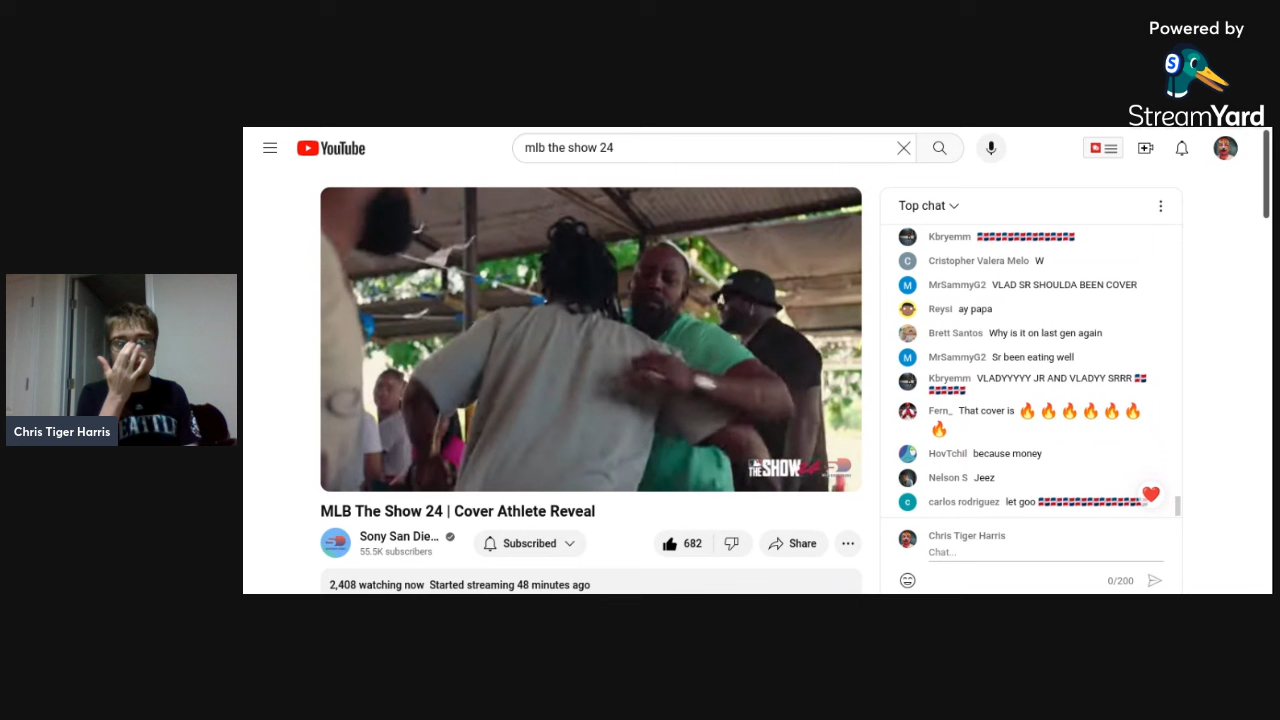 Powered by
S
StreamYard
YouTube
mlb the show 24
Top chat
Kbryemm 🇩🇴🇩🇴🇩🇴🇩🇴🇩🇴🇩🇴🇩🇴🇩🇴🇩🇴🇩🇴🇩🇴
C
Cristopher Valera Melo W
M
MrSammyG2 VLAD SR SHOULDA BEEN COVER
Reysi ay papa
Brett Santos Why is it on last gen again
M
MrSammyG2 Sr been eating well
Kbryemm VLADYYYYY JR AND VLADYY SRRR 🇩🇴
🇩🇴🇩🇴🇩🇴
Fern_ That cover is 🔥 🔥 🔥 🔥 🔥 🔥
🔥
HovTchil because money
Nelson S Jeez
c
carlos rodriguez let goo 🇩🇴🇩🇴🇩🇴🇩🇴🇩🇴🇩🇴🇩🇴🇩🇴🇩🇴🇩🇴
Chris Tiger Harris
Chat...
0/200
THE SHOW 24
MLB The Show 24 | Cover Athlete Reveal
Sony San Die...
55.5K subscribers
Subscribed
682
Share
2,408 watching now Started streaming 48 minutes ago
EATTL
Chris Tiger Harris